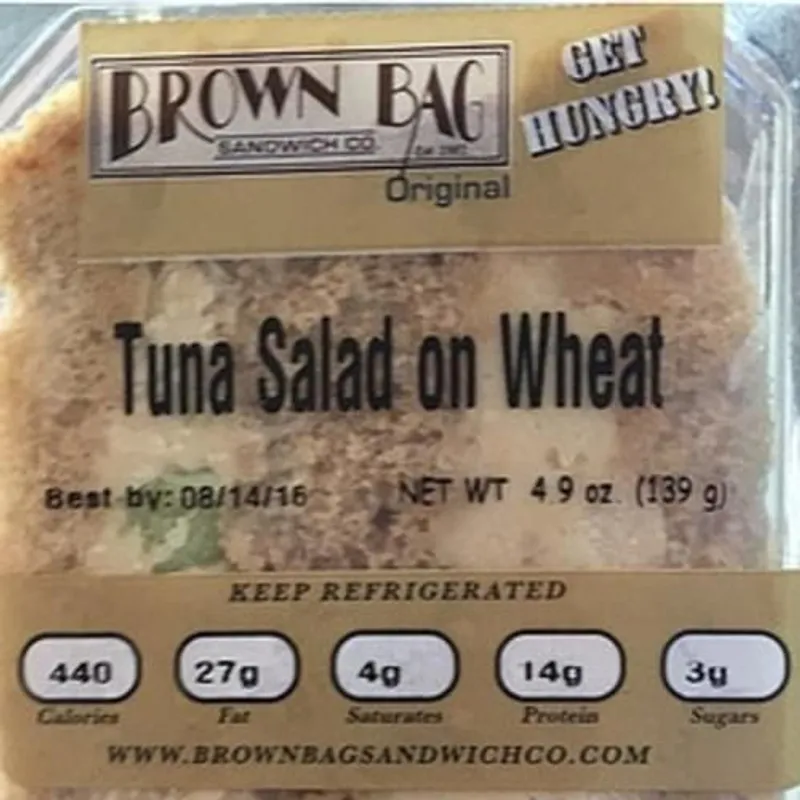 BROWN BAG
SANDWICH CO.
Original
GET
HUNGRY!
Tuna Salad on Wheat
Best by: 08/14/16 NET WT 4.9 oz. (139 g)
KEEP REFRIGERATED
440 27g 4g 14g 3g
Calories Fat Saturates Protein Sugars
WWW.BROWNBAGSANDWICHCO.COM